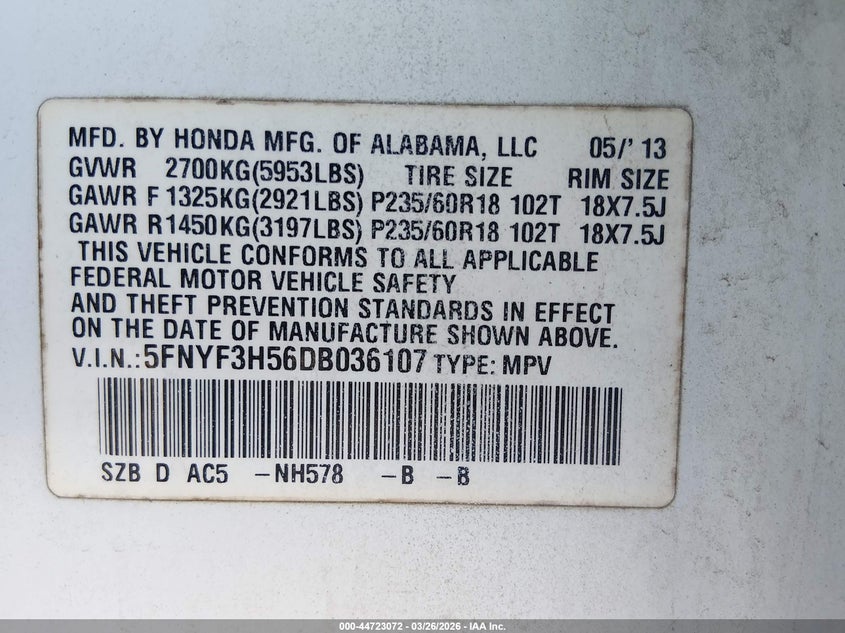 MFD. BY HONDA MFG. OF ALABAMA, LLC 05/' 13
GVWR 2700KG(5953LBS) TIRE SIZE RIM SIZE
GAWR F 1325KG(2921LBS) P235/60R18 102T 18X7.5J
GAWR R1450KG(3197LBS) P235/60R18 102T 18X7.5J
THIS VEHICLE CONFORMS TO ALL APPLICABLE
FEDERAL MOTOR VEHICLE SAFETY
AND THEFT PREVENTION STANDARDS IN EFFECT
ON THE DATE OF MANUFACTURE SHOWN ABOVE.
V.I.N.:5FNYF3H56DB036107 TYPE: MPV
SZB D AC5 -NH578 -B -B
000-44723072 - 03/26/2026 - IAA Inc.